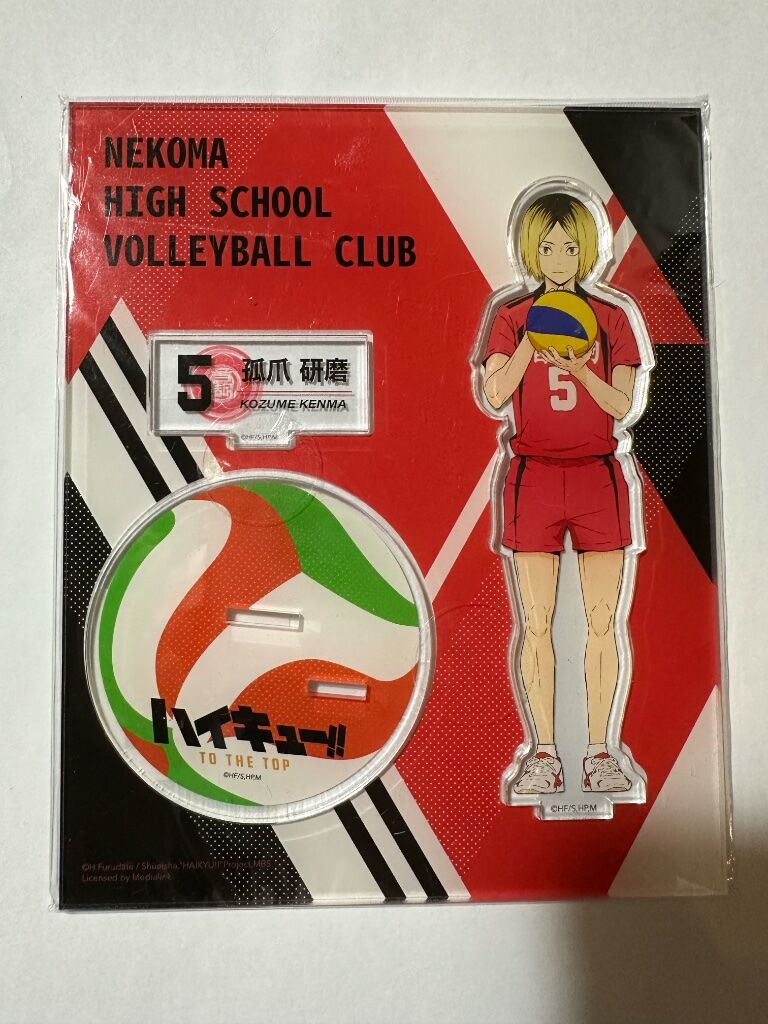 NEKOMA
HIGH SCHOOL
VOLLEYBALL CLUB
5
孤爪 研磨
KOZUME KENMA
©HF/S,HP,M
5
ハイキュー!!
TO THE TOP
©HF/S,HP,M
©HF/S,HP,M
©H.Furudate / Shueisha,"HAIKYU!!"Project,MBS
Licensed by Medialink